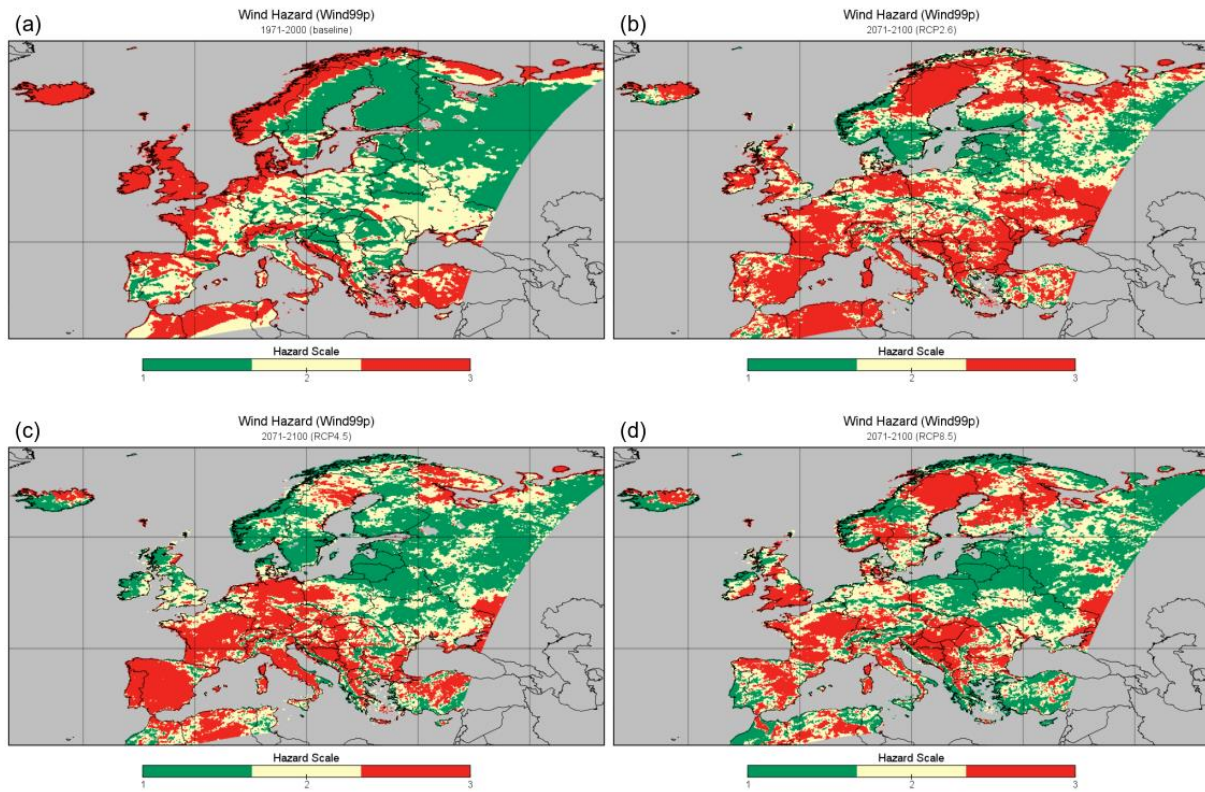 (a)
Wind Hazard (Wind99p)
1971-2000 (baseline)
Hazard Scale
1 2 3
(b)
Wind Hazard (Wind99p)
2071-2100 (RCP2.6)
Hazard Scale
1 2 3
(c)
Wind Hazard (Wind99p)
2071-2100 (RCP4.5)
Hazard Scale
1 2 3
(d)
Wind Hazard (Wind99p)
2071-2100 (RCP8.5)
Hazard Scale
1 2 3